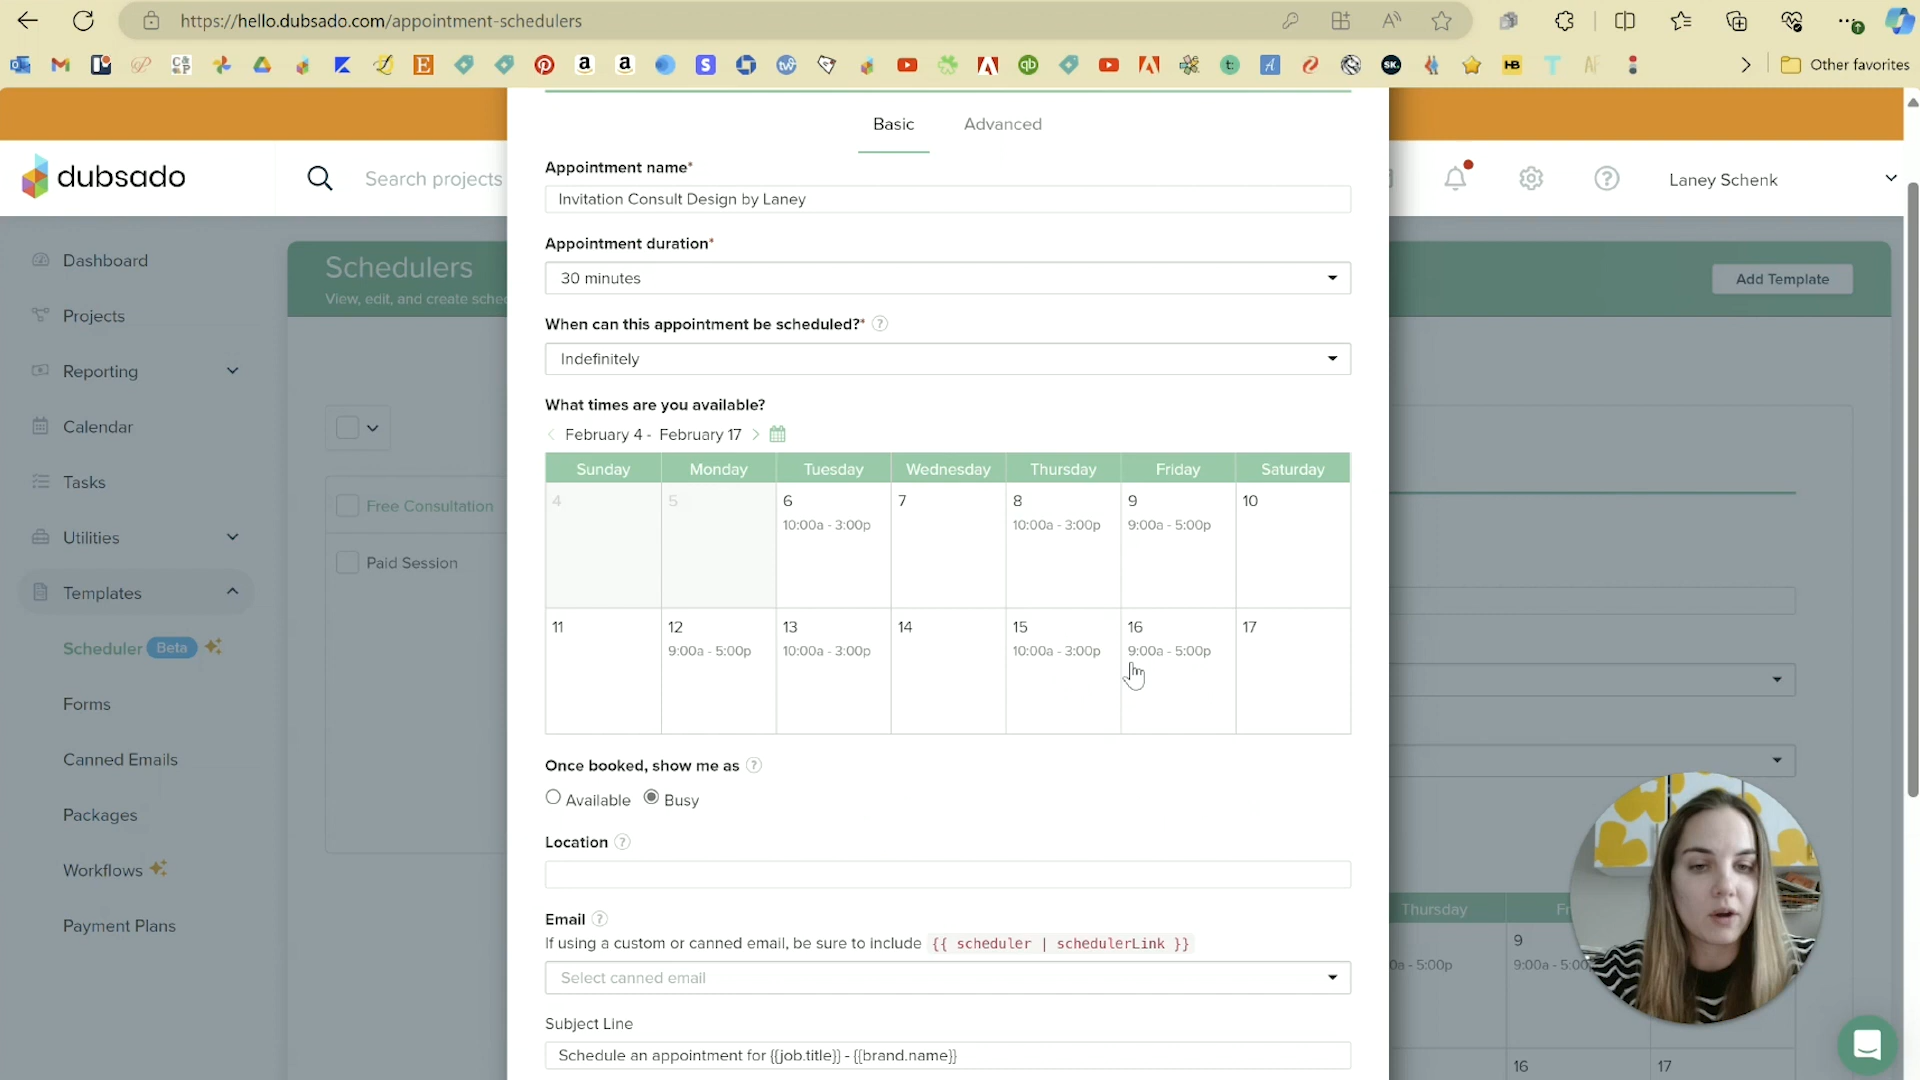 https://hello.dubsado.com/appointment-schedulers
Other favorites
dubsado
Search projects
Laney Schenk
Dashboard
Projects
Reporting
Calendar
Tasks
Utilities
Templates
Scheduler Beta
Forms
Canned Emails
Packages
Workflows
Payment Plans
Schedulers
View, edit, and create sche
Add Template
Free Consultation
Paid Session
Basic Advanced
Appointment name*
Invitation Consult Design by Laney
Appointment duration*
30 minutes
When can this appointment be scheduled?* ?
Indefinitely
What times are you available?
February 4 - February 17
Sunday Monday Tuesday Wednesday Thursday Friday Saturday
4 5 6 7 8 9 10
10:00a - 3:00p 10:00a - 3:00p 9:00a - 5:00p
11 12 13 14 15 16 17
9:00a - 5:00p 10:00a - 3:00p 10:00a - 3:00p 9:00a - 5:00p
Once booked, show me as ?
Available Busy
Location ?
Email ?
If using a custom or canned email, be sure to include {{ scheduler | schedulerLink }}
Select canned email
Subject Line
Schedule an appointment for {{job.title}} - {{brand.name}}
Thursday Fr
9
0a - 5:00p 9:00a - 5:00
16 17